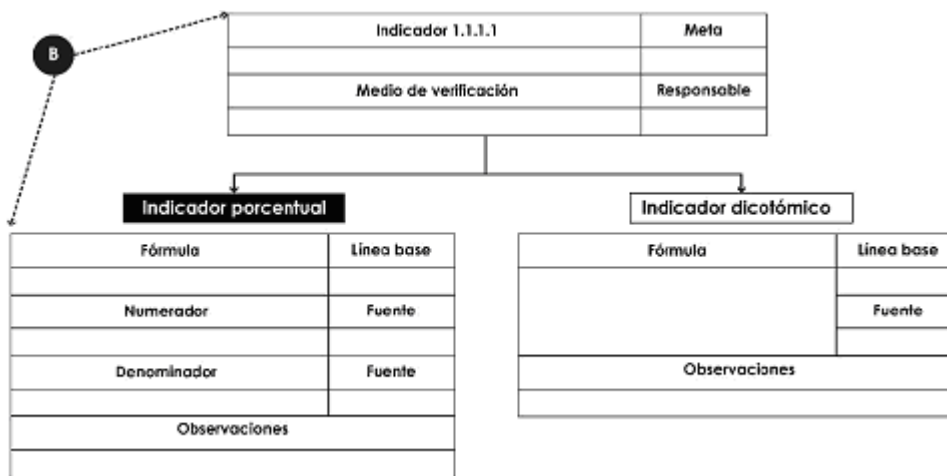 B
Indicador 1.1.1.1 Meta
Medio de verificación Responsable
Indicador porcentual
Fórmula Línea base
Numerador Fuente
Denominador Fuente
Observaciones
Indicador dicotómico
Fórmula Línea base
Fuente
Observaciones